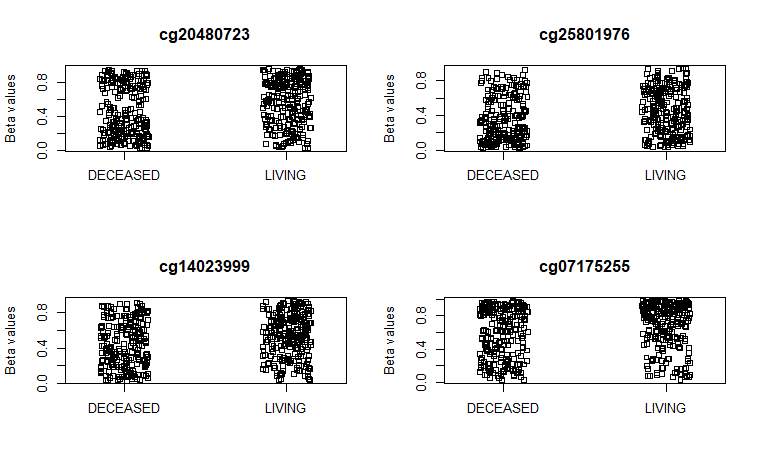 cg20480723
Beta values
0.0 0.4 0.8
DECEASED LIVING
cg25801976
Beta values
0.0 0.4 0.8
DECEASED LIVING
cg14023999
Beta values
0.0 0.4 0.8
DECEASED LIVING
cg07175255
Beta values
0.0 0.4 0.8
DECEASED LIVING